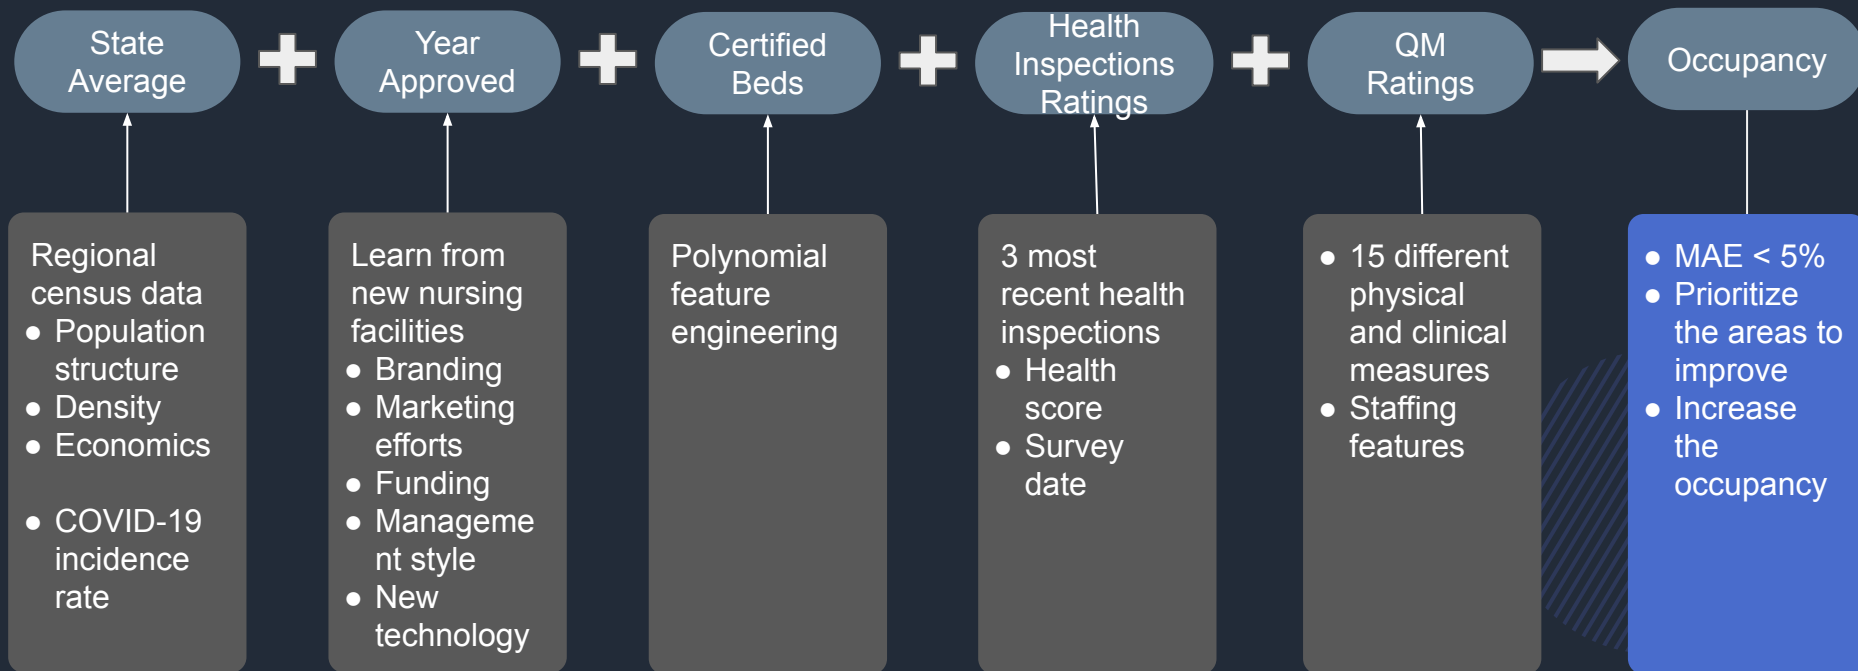 State
Average
Year
Approved
Certified
Beds
Health
Inspections
Ratings
QM
Ratings
Occupancy
Regional
census data
● Population
structure
● Density
● Economics
● COVID-19
incidence
rate
Learn from
new nursing
facilities
● Branding
● Marketing
efforts
● Funding
● Manageme
nt style
● New
technology
Polynomial
feature
engineering
3 most
recent health
inspections
● Health
score
● Survey
date
● 15 different
physical
and clinical
measures
● Staffing
features
● MAE < 5%
● Prioritize
the areas to
improve
● Increase
the
occupancy